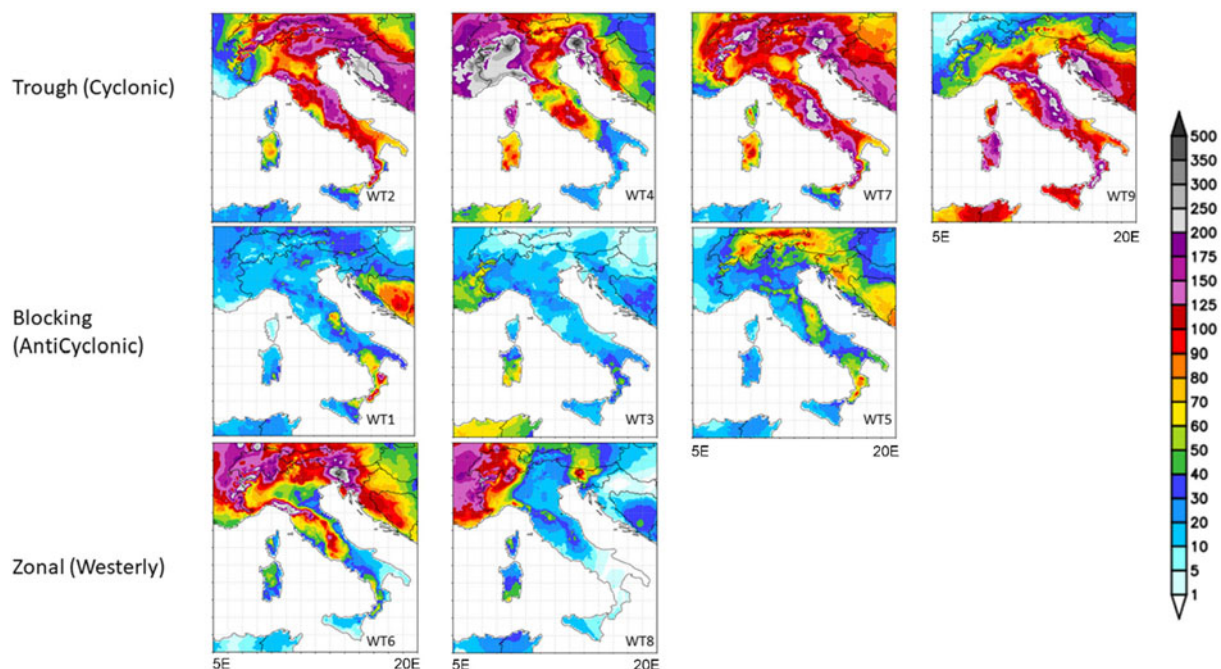 Trough (Cyclonic)
WT2
WT4
WT7
WT9
5E
20E
Blocking
(AntiCyclonic)
WT1
WT3
WT5
5E
20E
Zonal (Westerly)
WT6
WT8
5E
20E
5E
20E
500
350
300
250
200
175
150
125
100
90
80
70
60
50
40
30
20
10
5
1